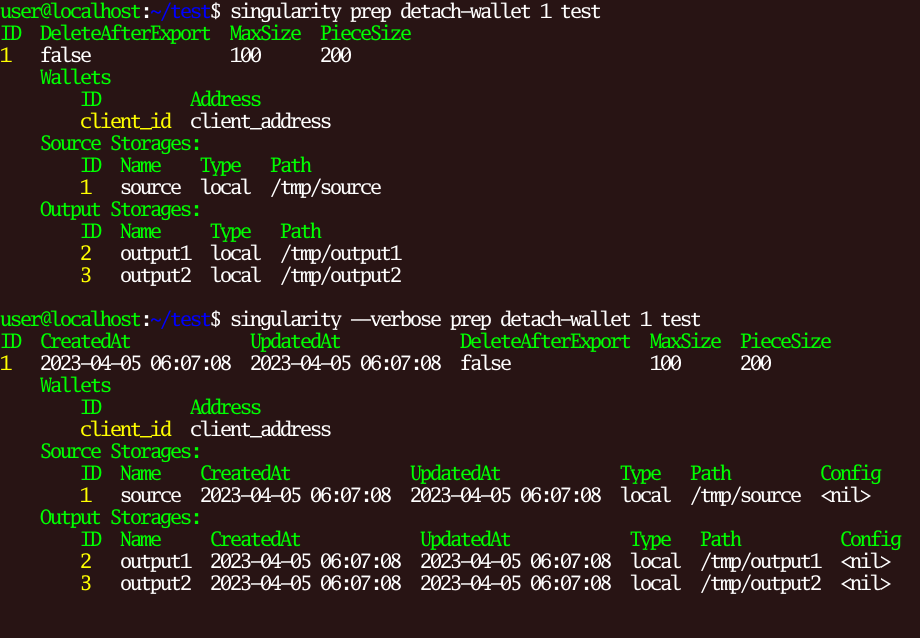 user@localhost:~/test$ singularity prep detach-wallet 1 test
ID  DeleteAfterExport  MaxSize  PieceSize
1   false              100      200
    Wallets
        ID         Address
        client_id  client_address
    Source Storages:
        ID  Name    Type   Path
        1   source  local  /tmp/source
    Output Storages:
        ID  Name     Type   Path
        2   output1  local  /tmp/output1
        3   output2  local  /tmp/output2
user@localhost:~/test$ singularity --verbose prep detach-wallet 1 test
ID  CreatedAt            UpdatedAt            DeleteAfterExport  MaxSize  PieceSize
1   2023-04-05 06:07:08  2023-04-05 06:07:08  false              100      200
    Wallets
        ID         Address
        client_id  client_address
    Source Storages:
        ID  Name    CreatedAt            UpdatedAt            Type   Path         Config
        1   source  2023-04-05 06:07:08  2023-04-05 06:07:08  local  /tmp/source  <nil>
    Output Storages:
        ID  Name     CreatedAt            UpdatedAt            Type   Path          Config
        2   output1  2023-04-05 06:07:08  2023-04-05 06:07:08  local  /tmp/output1  <nil>
        3   output2  2023-04-05 06:07:08  2023-04-05 06:07:08  local  /tmp/output2  <nil>